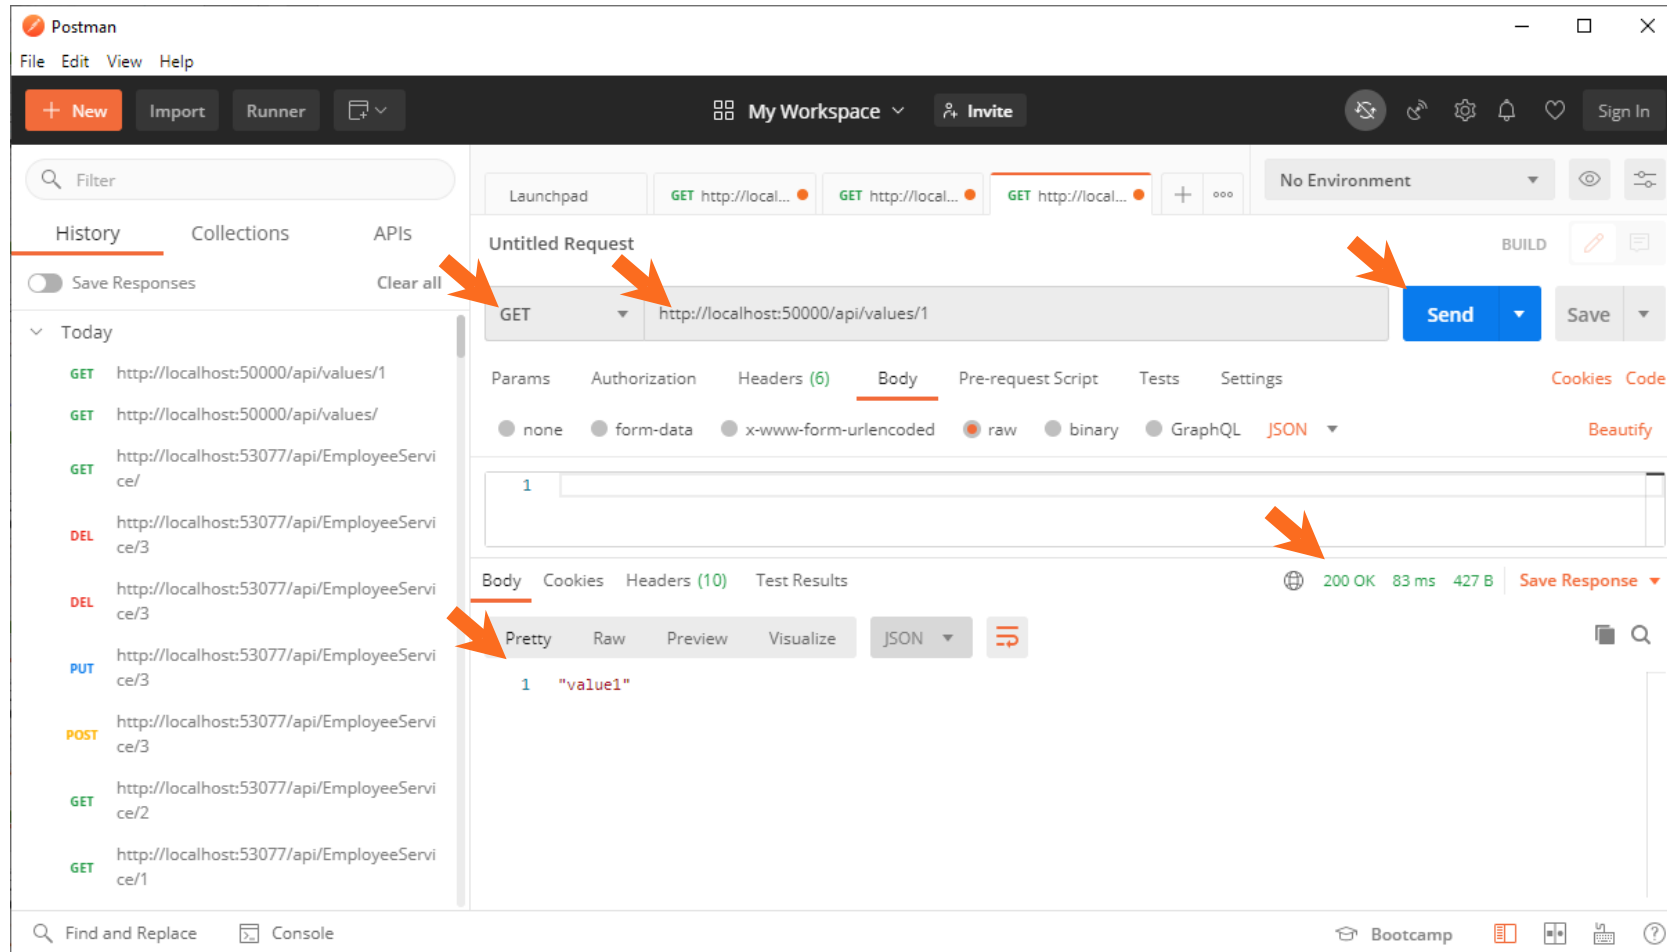 Postman
File Edit View Help
New Import Runner My Workspace Invite Sign In
Filter
Launchpad GET http://local... GET http://local... GET http://local... No Environment
History Collections APIs
Untitled Request BUILD
Save Responses Clear all
GET http://localhost:50000/api/values/1 Send Save
Today
GET http://localhost:50000/api/values/1
GET http://localhost:50000/api/values/
GET http://localhost:53077/api/EmployeeServi
ce/
DEL http://localhost:53077/api/EmployeeServi
ce/3
DEL http://localhost:53077/api/EmployeeServi
ce/3
PUT http://localhost:53077/api/EmployeeServi
ce/3
POST http://localhost:53077/api/EmployeeServi
ce/3
GET http://localhost:53077/api/EmployeeServi
ce/2
GET http://localhost:53077/api/EmployeeServi
ce/1
Params Authorization Headers (6) Body Pre-request Script Tests Settings Cookies Code
none form-data x-www-form-urlencoded raw binary GraphQL JSON Beautify
1
Body Cookies Headers (10) Test Results 200 OK 83 ms 427 B Save Response
Pretty Raw Preview Visualize JSON
1 "value1"
Find and Replace Console Bootcamp